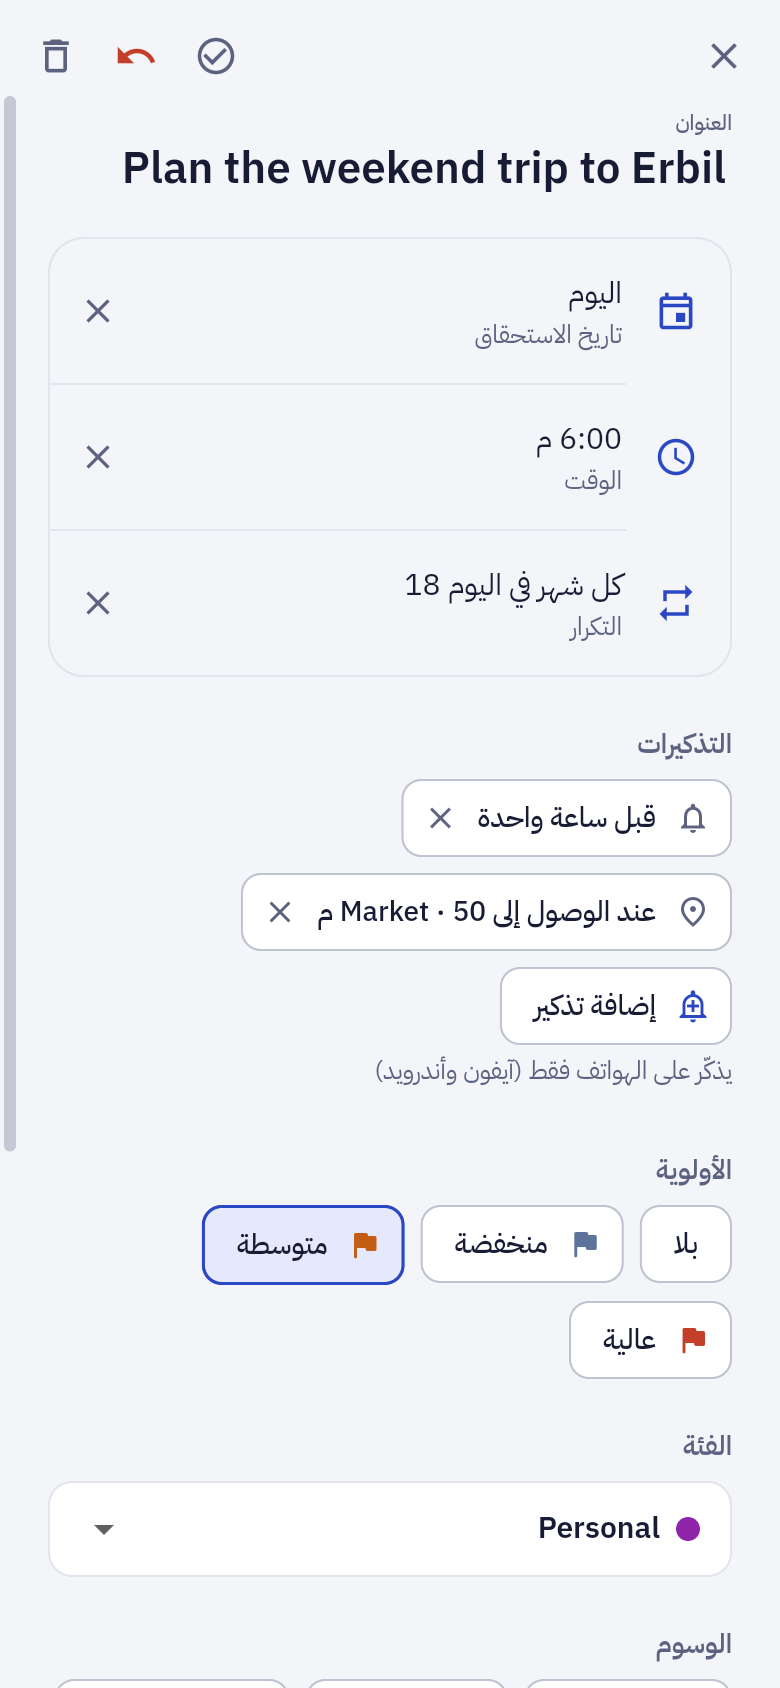 العنوان
Plan the weekend trip to Erbil
اليوم
تاريخ الاستحقاق
6:00 م
الوقت
كل شهر في اليوم 18
التكرار
التذكيرات
قبل ساعة واحدة
عند الوصول إلى Market · 50 م
إضافة تذكير
يذكّر على الهواتف فقط (آيفون وأندرويد)
الأولوية
بلا
منخفضة
متوسطة
عالية
الفئة
Personal
الوسوم